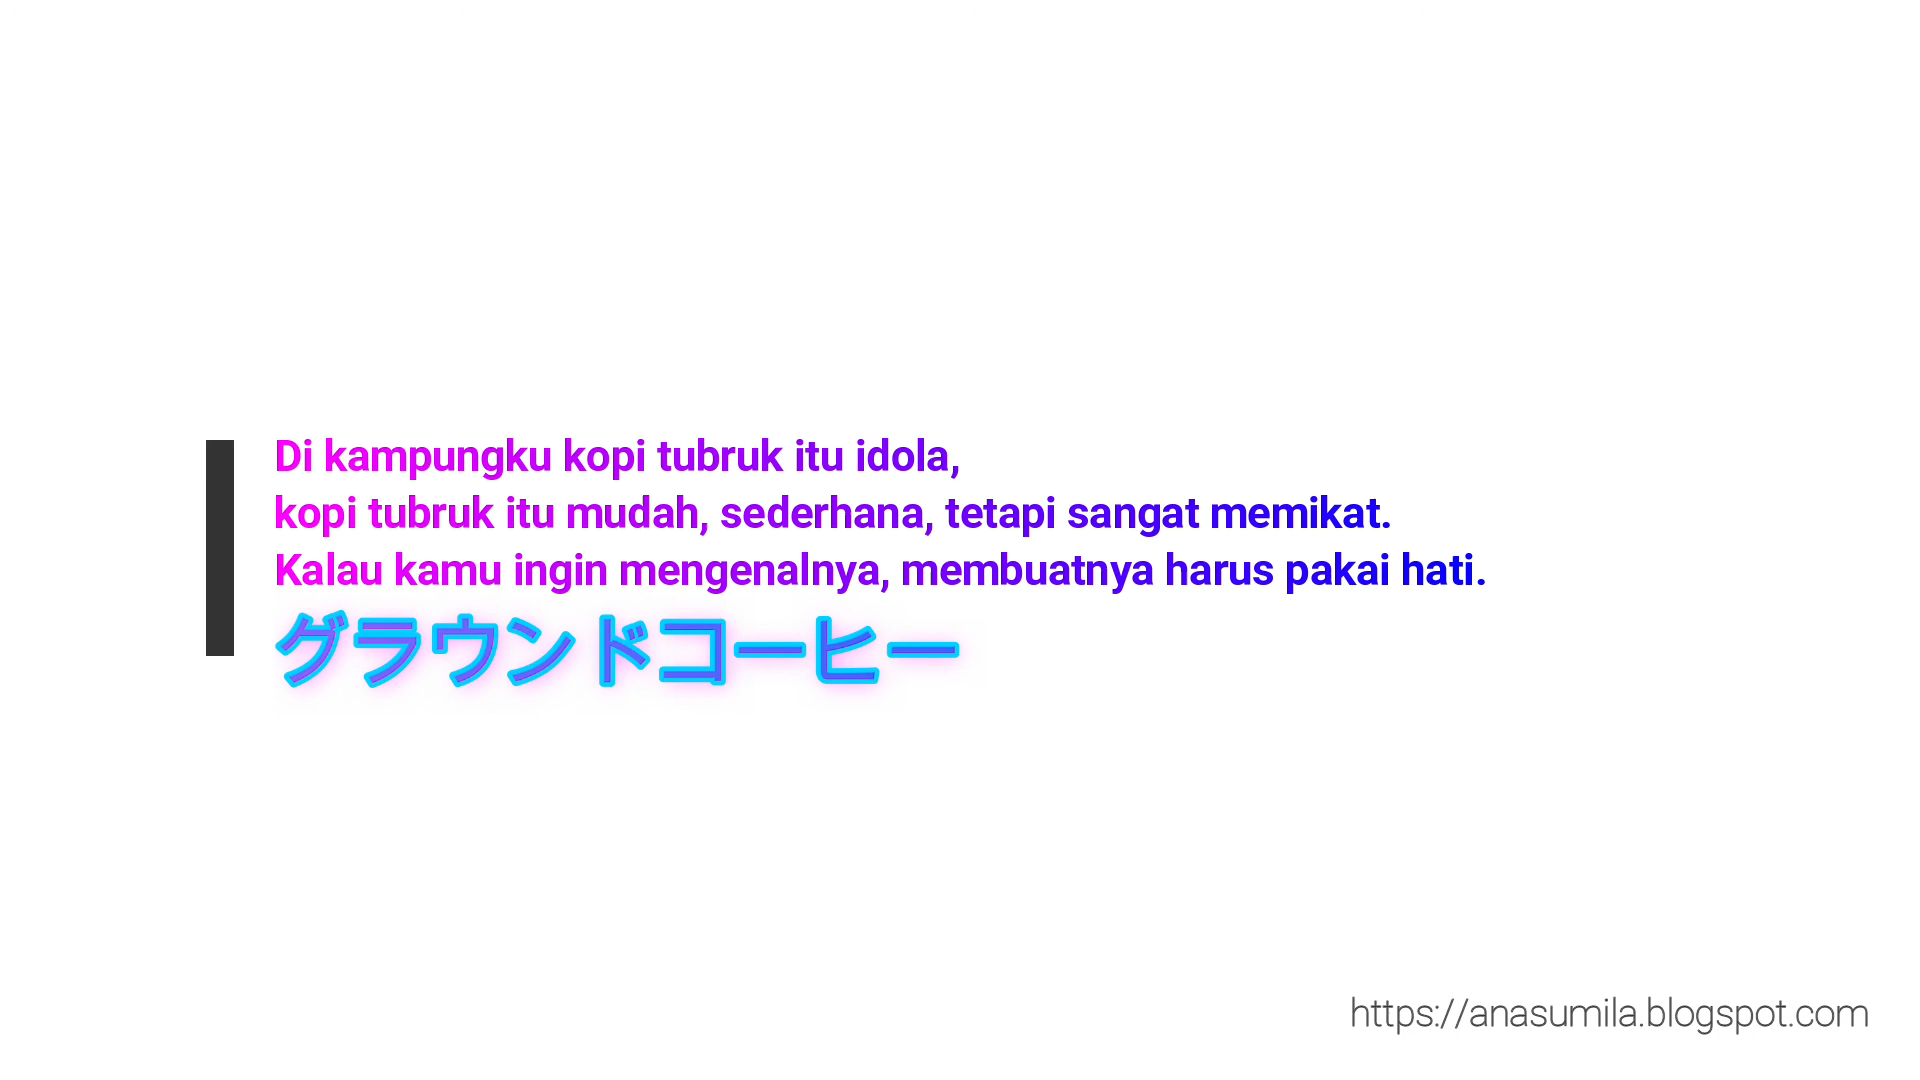 Di kampungku kopi tubruk itu idola,
kopi tubruk itu mudah, sederhana, tetapi sangat memikat.
Kalau kamu ingin mengenalnya, membuatnya harus pakai hati.
グラウンドコーヒー
https://anasumila.blogspot.com